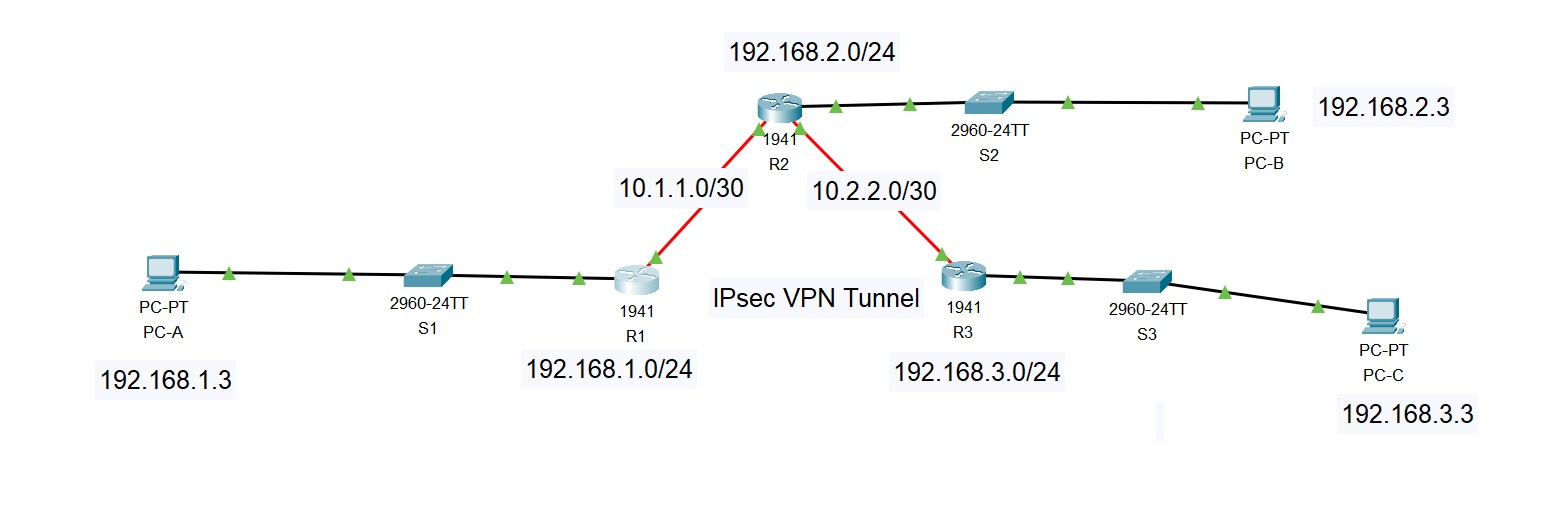 192.168.2.0/24
2960-24TT
S2
PC-PT
PC-B
192.168.2.3
1941
R2
10.1.1.0/30
10.2.2.0/30
PC-PT
PC-A
192.168.1.3
2960-24TT
S1
1941
R1
192.168.1.0/24
IPsec VPN Tunnel
1941
R3
192.168.3.0/24
2960-24TT
S3
PC-PT
PC-C
192.168.3.3